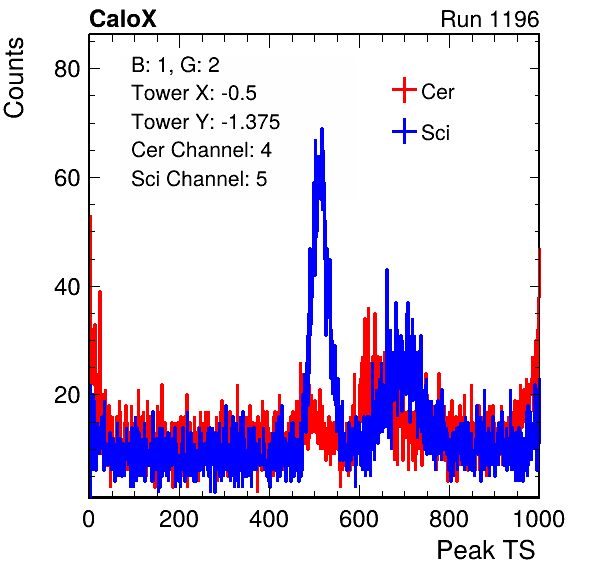 CaloX Run 1196
Counts
B: 1, G: 2
Tower X: -0.5
Tower Y: -1.375
Cer Channel: 4
Sci Channel: 5
Cer
Sci
80
60
40
20
0 200 400 600 800 1000
Peak TS